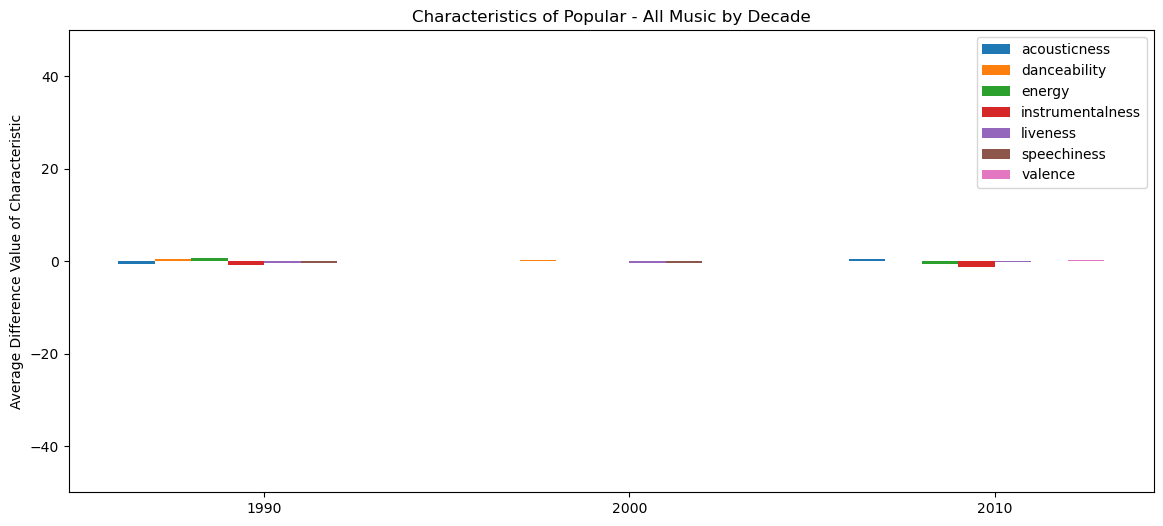 Characteristics of Popular - All Music by Decade
Average Difference Value of Characteristic
40
20
0
−20
−40
1990
2000
2010
acousticness
danceability
energy
instrumentalness
liveness
speechiness
valence